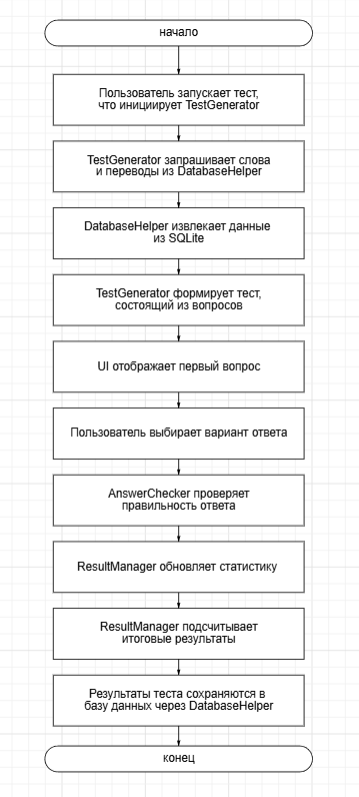 начало
Пользователь запускает тест,
что инициирует TestGenerator
TestGenerator запрашивает слова
и переводы из DatabaseHelper
DatabaseHelper извлекает данные
из SQLite
TestGenerator формирует тест,
состоящий из вопросов
UI отображает первый вопрос
Пользователь выбирает вариант ответа
AnswerChecker проверяет
правильность ответа
ResultManager обновляет статистику
ResultManager подсчитывает
итоговые результаты
Результаты теста сохраняются в
базу данных через DatabaseHelper
конец